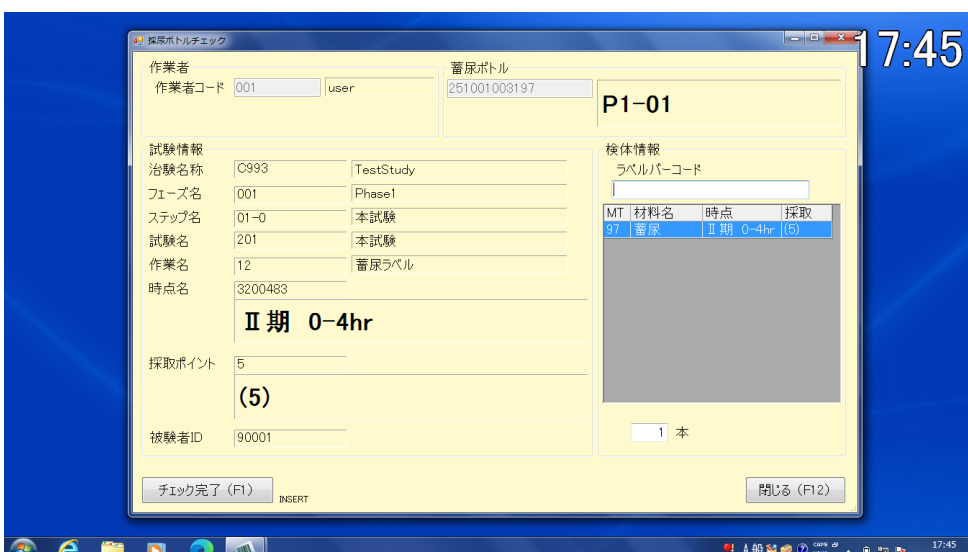 採尿ボトルチェック
17:45
作業者
作業者コード 001 user
蓄尿ボトル
251001003197
P1-01
試験情報
治験名称 C993 TestStudy
フェーズ名 001 Phase1
ステップ名 01-0 本試験
試験名 201 本試験
作業名 12 蓄尿ラベル
時点名 3200483
Ⅱ期 0-4hr
採取ポイント 5
(5)
被験者ID 90001
検体情報
ラベルバーコード
MT 材料名 時点 採取
97 蓄尿 Ⅱ期 0-4hr (5)
1 本
チェック完了 (F1)
INSERT
閉じる (F12)
A 般
CAPS
17:45